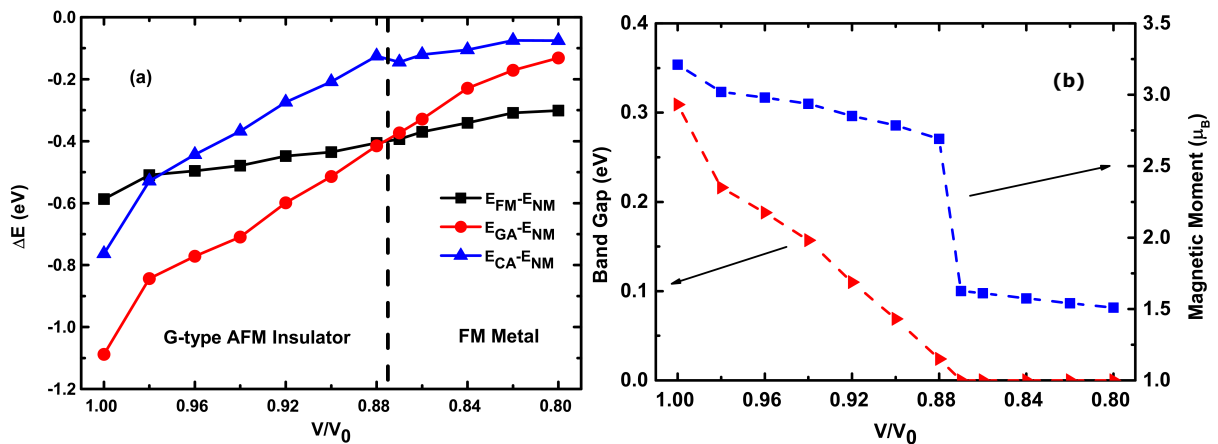 0.0
-0.2
-0.4
-0.6
-0.8
-1.0
-1.2
ΔE (eV)
(a)
E_FM-E_NM
E_GA-E_NM
E_CA-E_NM
G-type AFM Insulator
FM Metal
1.00 0.96 0.92 0.88 0.84 0.80
V/V_0
0.4
0.3
0.2
0.1
0.0
Band Gap (eV)
(b)
3.5
3.0
2.5
2.0
1.5
1.0
Magnetic Moment (μ_B)
1.00 0.96 0.92 0.88 0.84 0.80
V/V_0